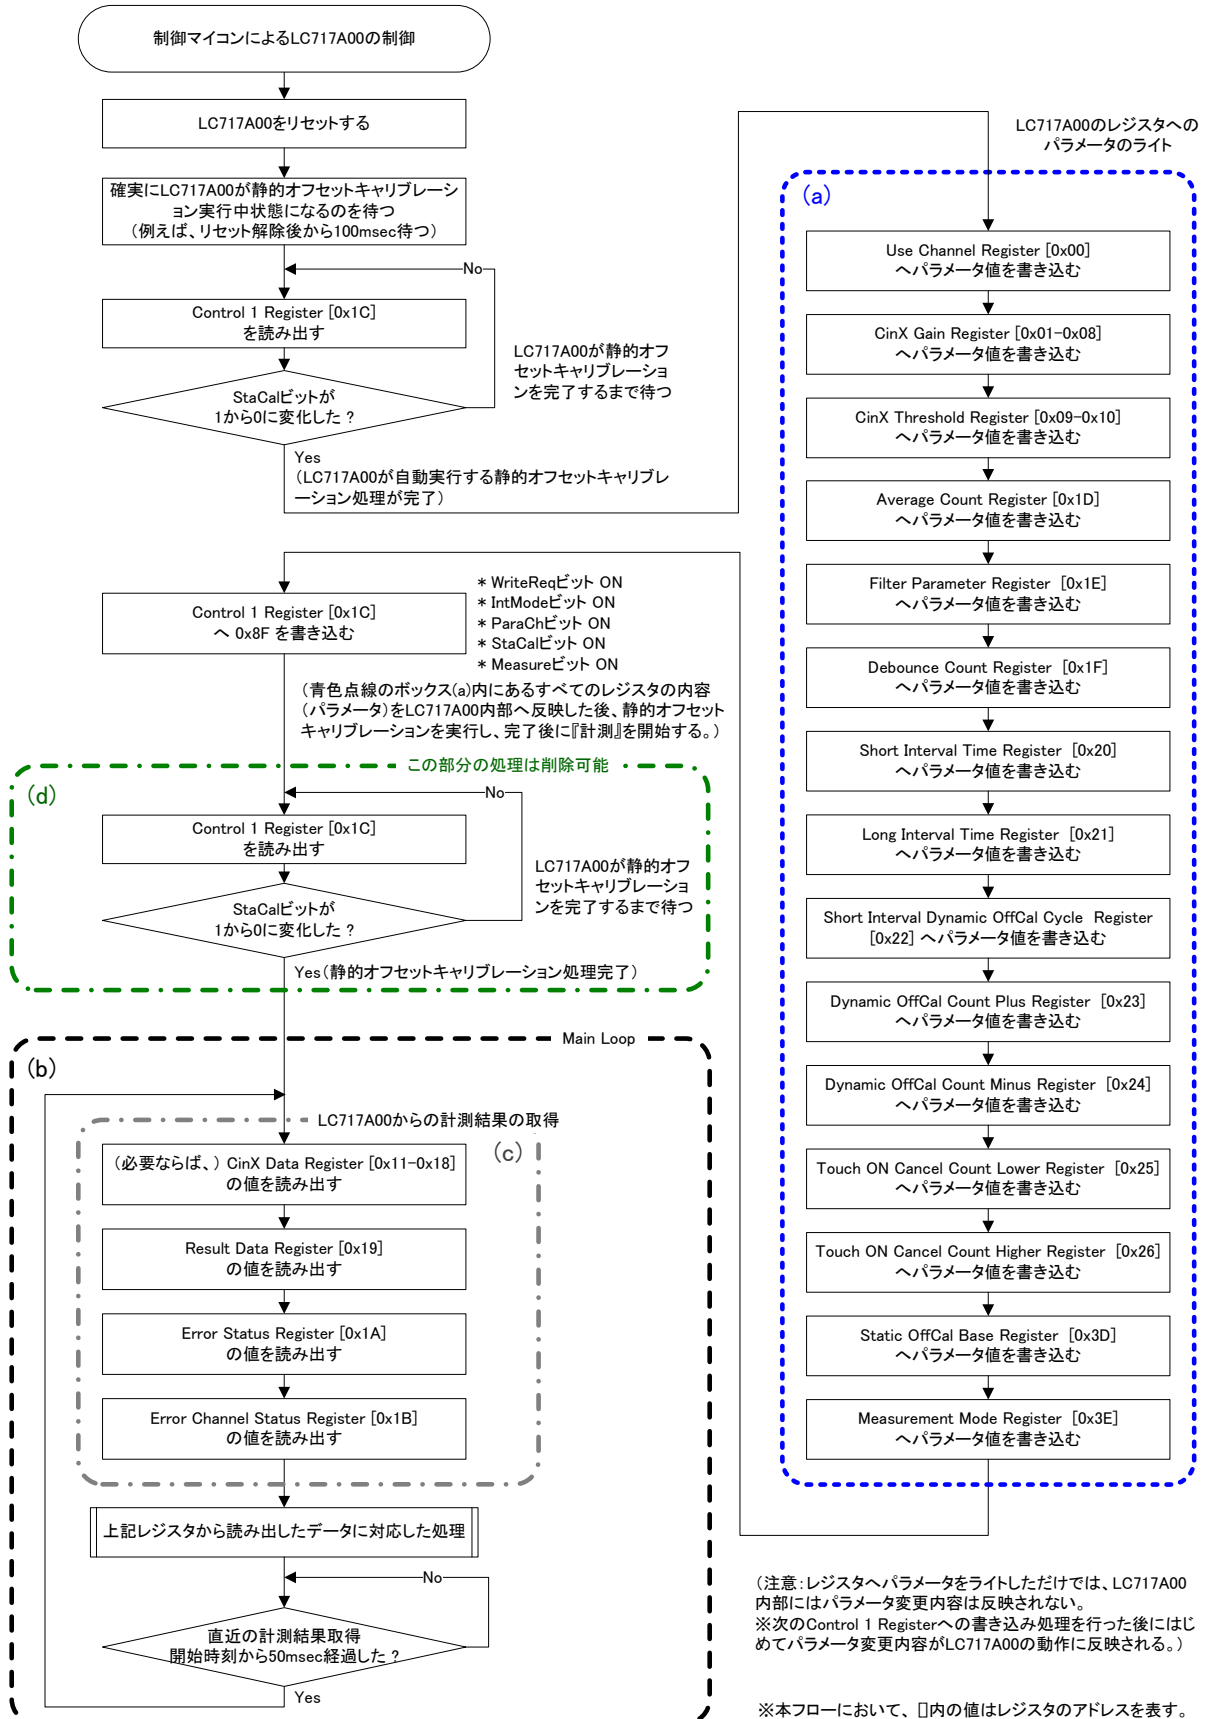 制御マイコンによるLC717A00の制御
LC717A00をリセットする
確実にLC717A00が静的オフセットキャリブレーシ
ョン実行中状態になるのを待つ
（例えば、リセット解除後から100msec待つ）
No
Control 1 Register [0x1C]
を読み出す
LC717A00が静的オフ
セットキャリブレーショ
ンを完了するまで待つ
StaCalビットが
1から0に変化した？
Yes
（LC717A00が自動実行する静的オフセットキャリブレ
ーション処理が完了）
LC717A00のレジスタへの
パラメータのライト
(a)
Use Channel Register [0x00]
へパラメータ値を書き込む
CinX Gain Register [0x01-0x08]
へパラメータ値を書き込む
CinX Threshold Register [0x09-0x10]
へパラメータ値を書き込む
Average Count Register [0x1D]
へパラメータ値を書き込む
Filter Parameter Register [0x1E]
へパラメータ値を書き込む
Debounce Count Register [0x1F]
へパラメータ値を書き込む
Short Interval Time Register [0x20]
へパラメータ値を書き込む
Long Interval Time Register [0x21]
へパラメータ値を書き込む
Short Interval Dynamic OffCal Cycle Register
[0x22] へパラメータ値を書き込む
Dynamic OffCal Count Plus Register [0x23]
へパラメータ値を書き込む
Dynamic OffCal Count Minus Register [0x24]
へパラメータ値を書き込む
Touch ON Cancel Count Lower Register [0x25]
へパラメータ値を書き込む
Touch ON Cancel Count Higher Register [0x26]
へパラメータ値を書き込む
Static OffCal Base Register [0x3D]
へパラメータ値を書き込む
Measurement Mode Register [0x3E]
へパラメータ値を書き込む
（注意：レジスタへパラメータをライトしただけでは、LC717A00
内部にはパラメータ変更内容は反映されない。
※次のControl 1 Registerへの書き込み処理を行った後にはじ
めてパラメータ変更内容がLC717A00の動作に反映される。）
Control 1 Register [0x1C]
へ 0x8F を書き込む
* WriteReqビット ON
* IntModeビット ON
* ParaChビット ON
* StaCalビット ON
* Measureビット ON
（青色点線のボックス(a)内にあるすべてのレジスタの内容
（パラメータ）をLC717A00内部へ反映した後、静的オフセット
キャリブレーションを実行し、完了後に『計測』を開始する。）
この部分の処理は削除可能
(d)
No
Control 1 Register [0x1C]
を読み出す
LC717A00が静的オフ
セットキャリブレーショ
ンを完了するまで待つ
StaCalビットが
1から0に変化した？
Yes（静的オフセットキャリブレーション処理完了）
Main Loop
(b)
LC717A00からの計測結果の取得
(c)
（必要ならば、）CinX Data Register [0x11-0x18]
の値を読み出す
Result Data Register [0x19]
の値を読み出す
Error Status Register [0x1A]
の値を読み出す
Error Channel Status Register [0x1B]
の値を読み出す
上記レジスタから読み出したデータに対応した処理
No
直近の計測結果取得
開始時刻から50msec経過した？
Yes
※本フローにおいて、[]内の値はレジスタのアドレスを表す。